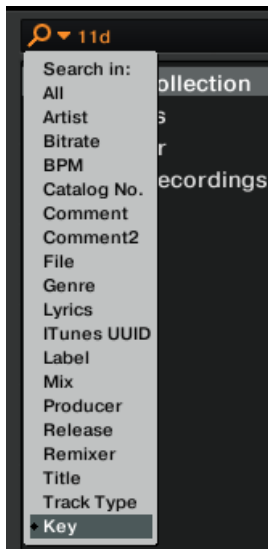 11d
Search in:
All
Artist
Bitrate
BPM
Catalog No.
Comment
Comment2
File
Genre
Lyrics
ITunes UUID
Label
Mix
Producer
Release
Remixer
Title
Track Type
Key
ollection
s
r
ecordings